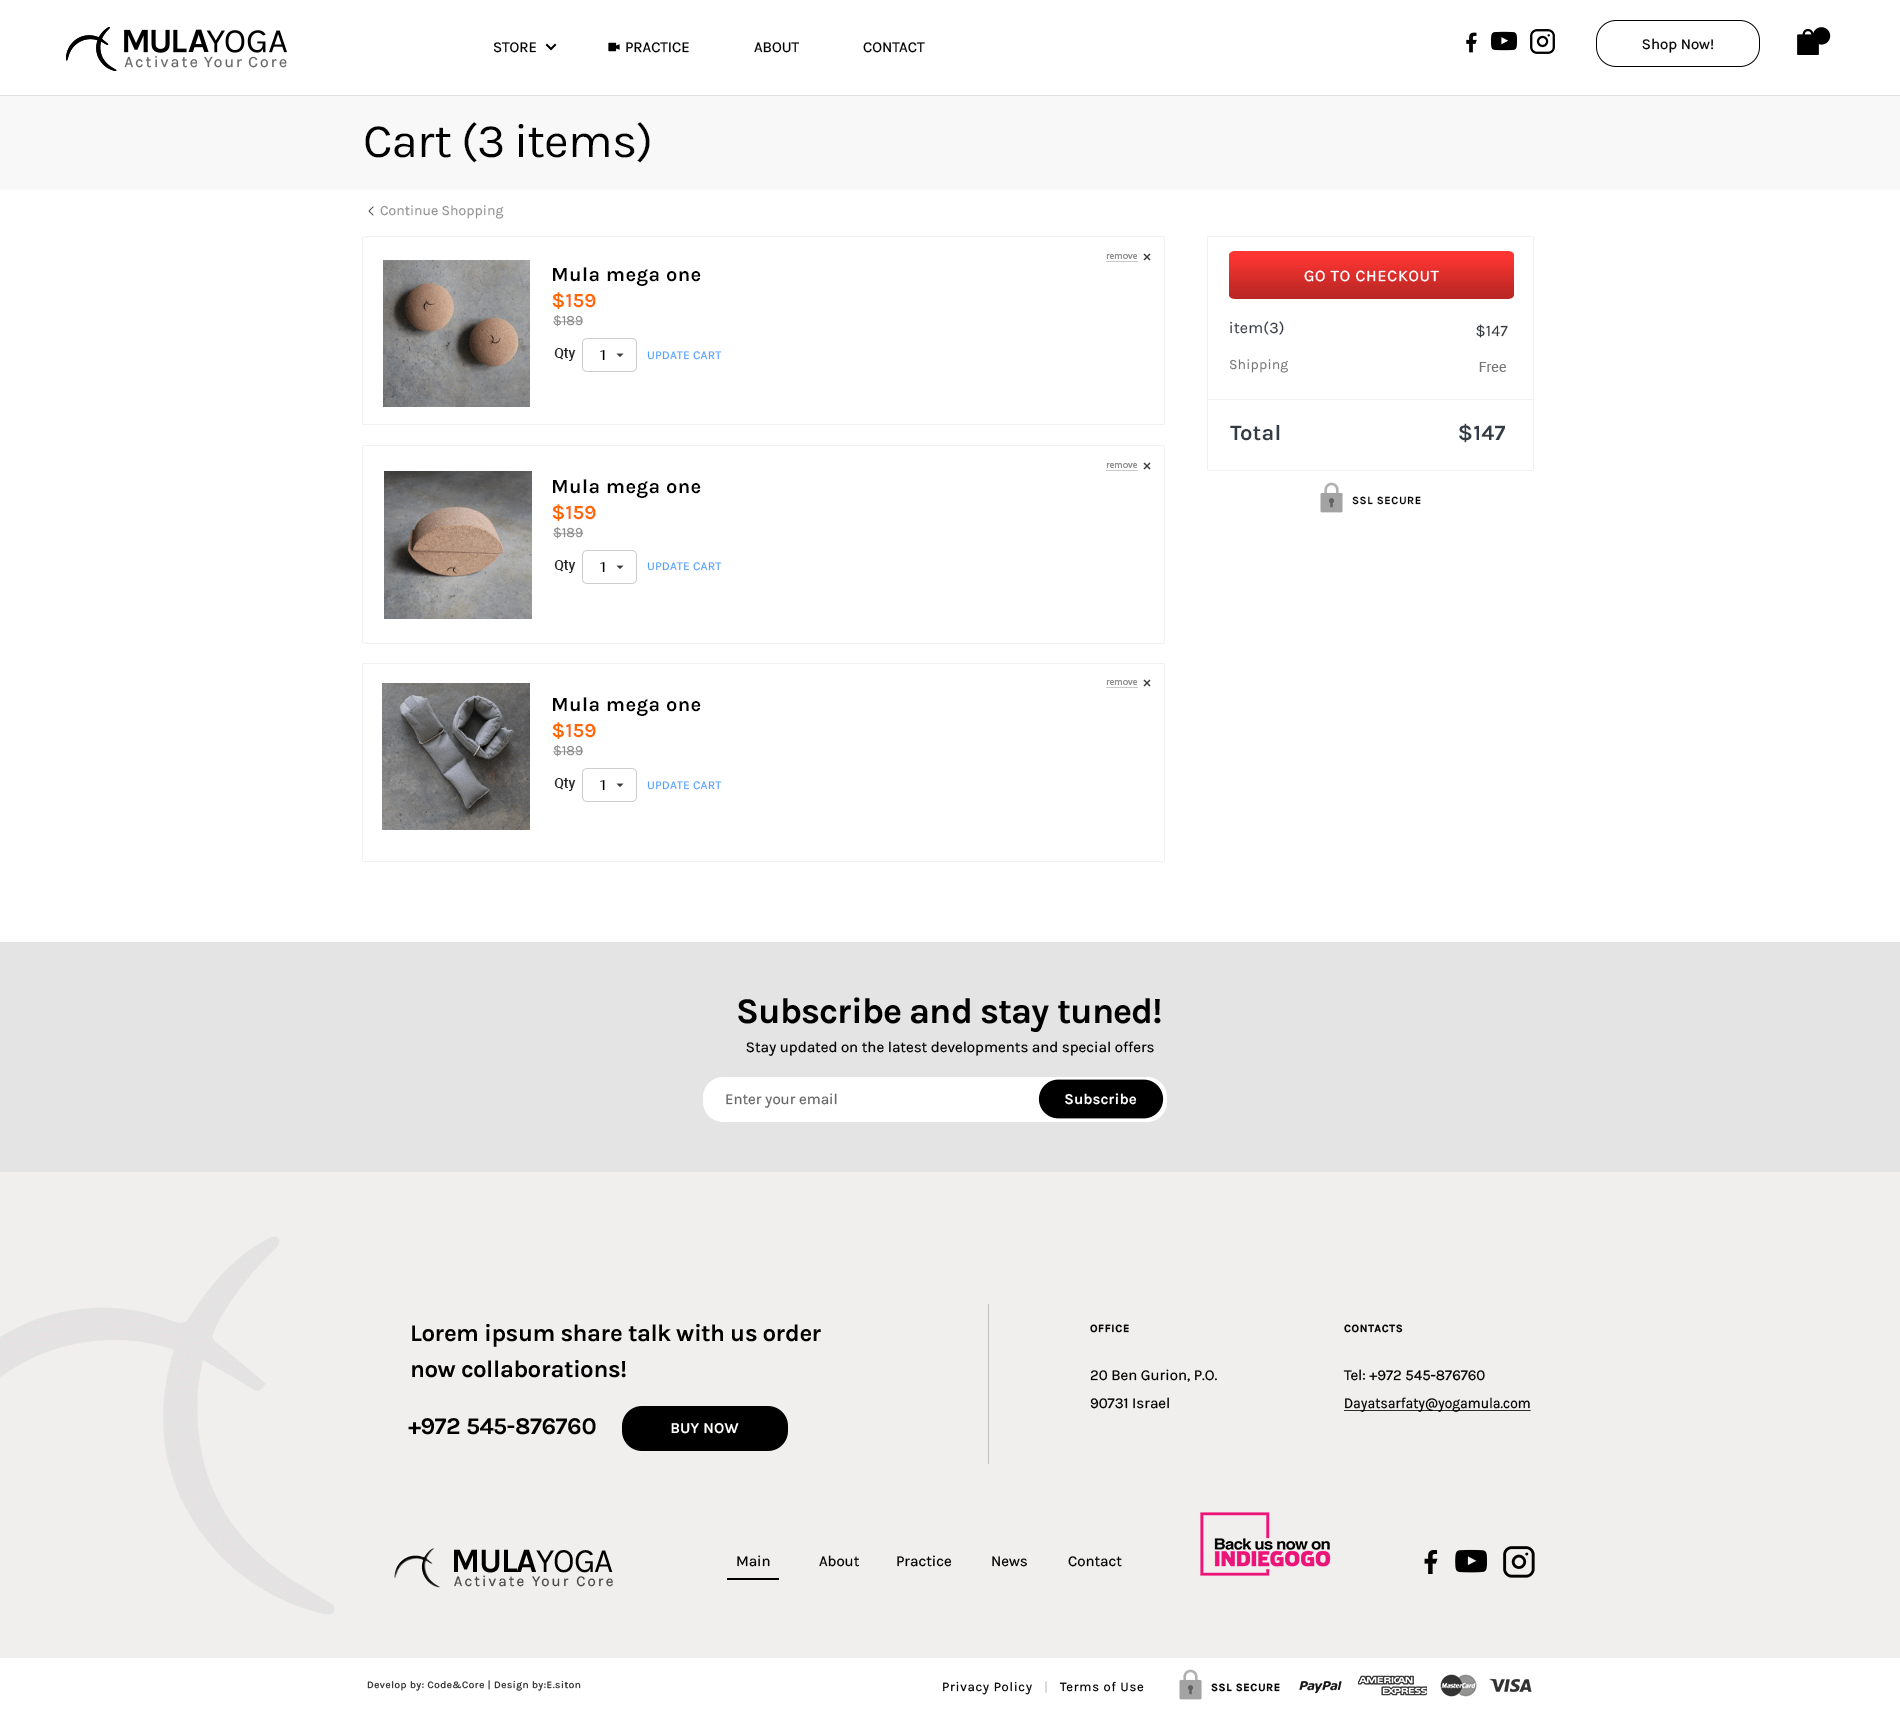 MULAYOGA
Activate Your Core
STORE
PRACTICE
ABOUT
CONTACT
Shop Now!
Cart (3 items)
Continue Shopping
remove
Mula mega one
$159
$189
Qty 1 UPDATE CART
remove
Mula mega one
$159
$189
Qty 1 UPDATE CART
remove
Mula mega one
$159
$189
Qty 1 UPDATE CART
GO TO CHECKOUT
item(3) $147
Shipping Free
Total $147
SSL SECURE
Subscribe and stay tuned!
Stay updated on the latest developments and special offers
Enter your email
Subscribe
Lorem ipsum share talk with us order
now collaborations!
+972 545-876760
BUY NOW
OFFICE
20 Ben Gurion, P.O.
90731 Israel
CONTACTS
Tel: +972 545-876760
Dayatsarfaty@yogamula.com
MULAYOGA
Activate Your Core
Main
About
Practice
News
Contact
Back us now on
INDIEGOGO
Develop by: Code&Core | Design by:E.siton
Privacy Policy | Terms of Use
SSL SECURE
PayPal
AMERICAN
EXPRESS
MasterCard
VISA